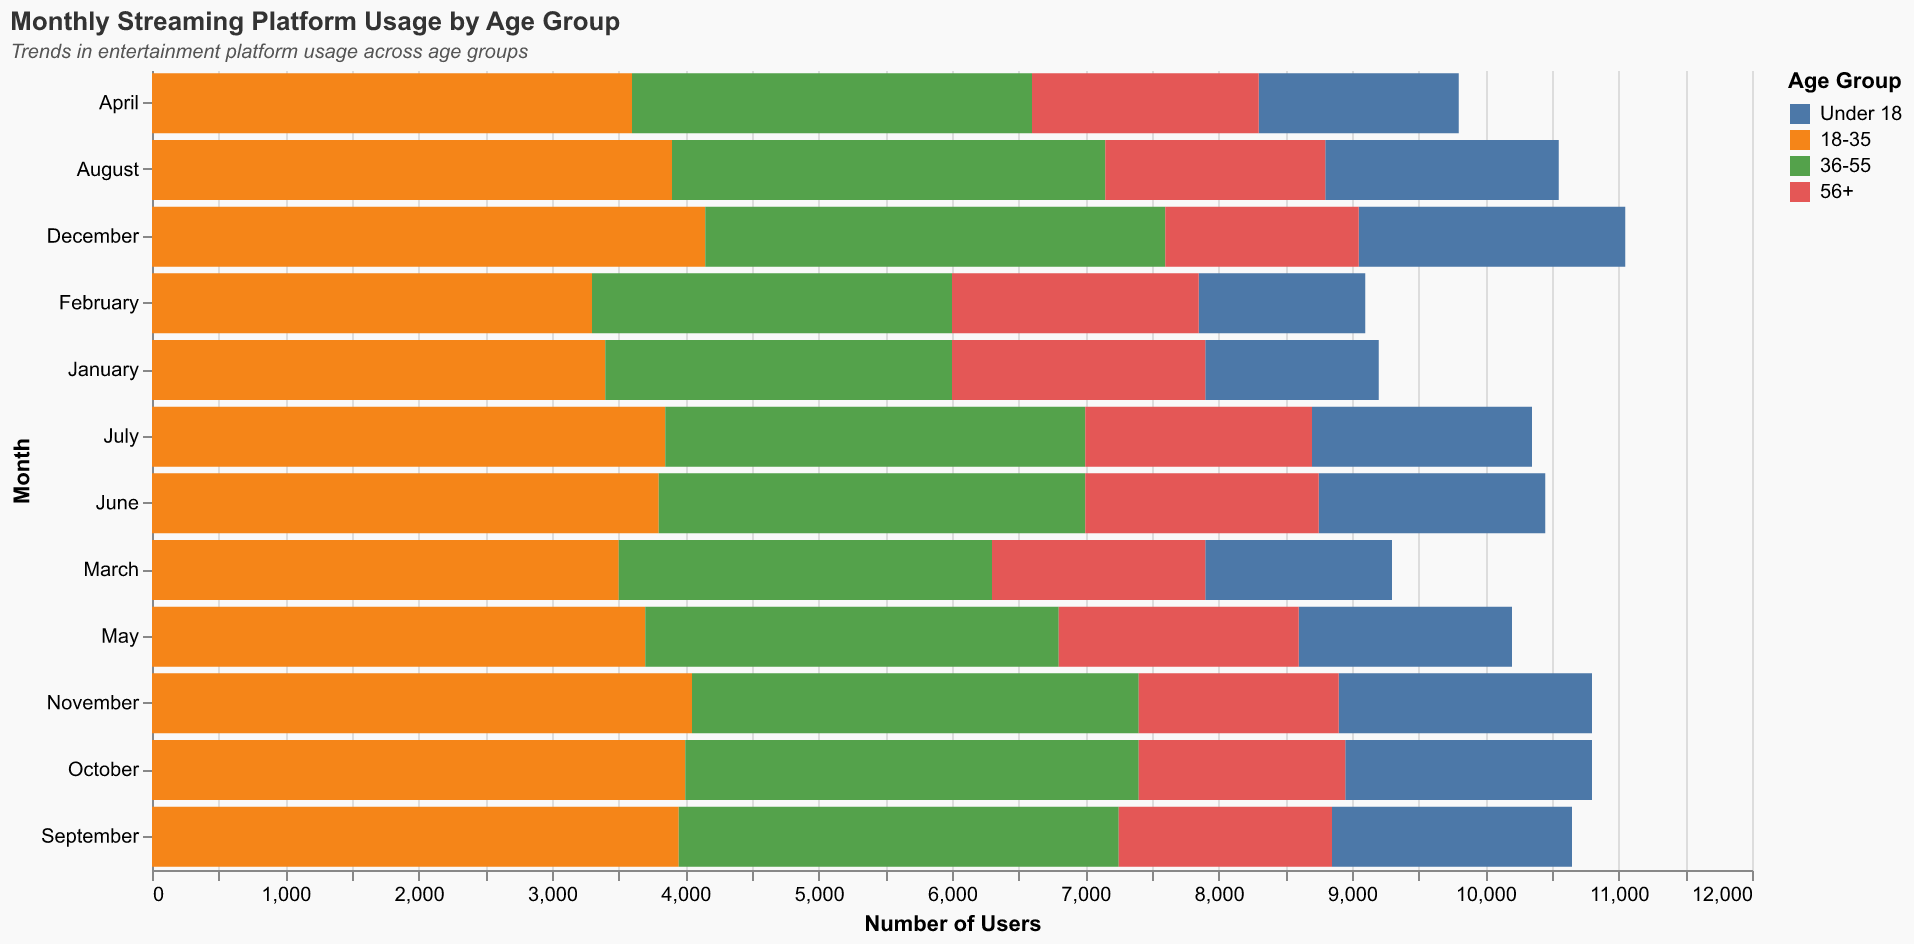 Monthly Streaming Platform Usage by Age Group
Trends in entertainment platform usage across age groups
Age Group
Under 18
18-35
36-55
56+
Month
April
August
December
February
January
July
June
March
May
November
October
September
0 1,000 2,000 3,000 4,000 5,000 6,000 7,000 8,000 9,000 10,000 11,000 12,000
Number of Users